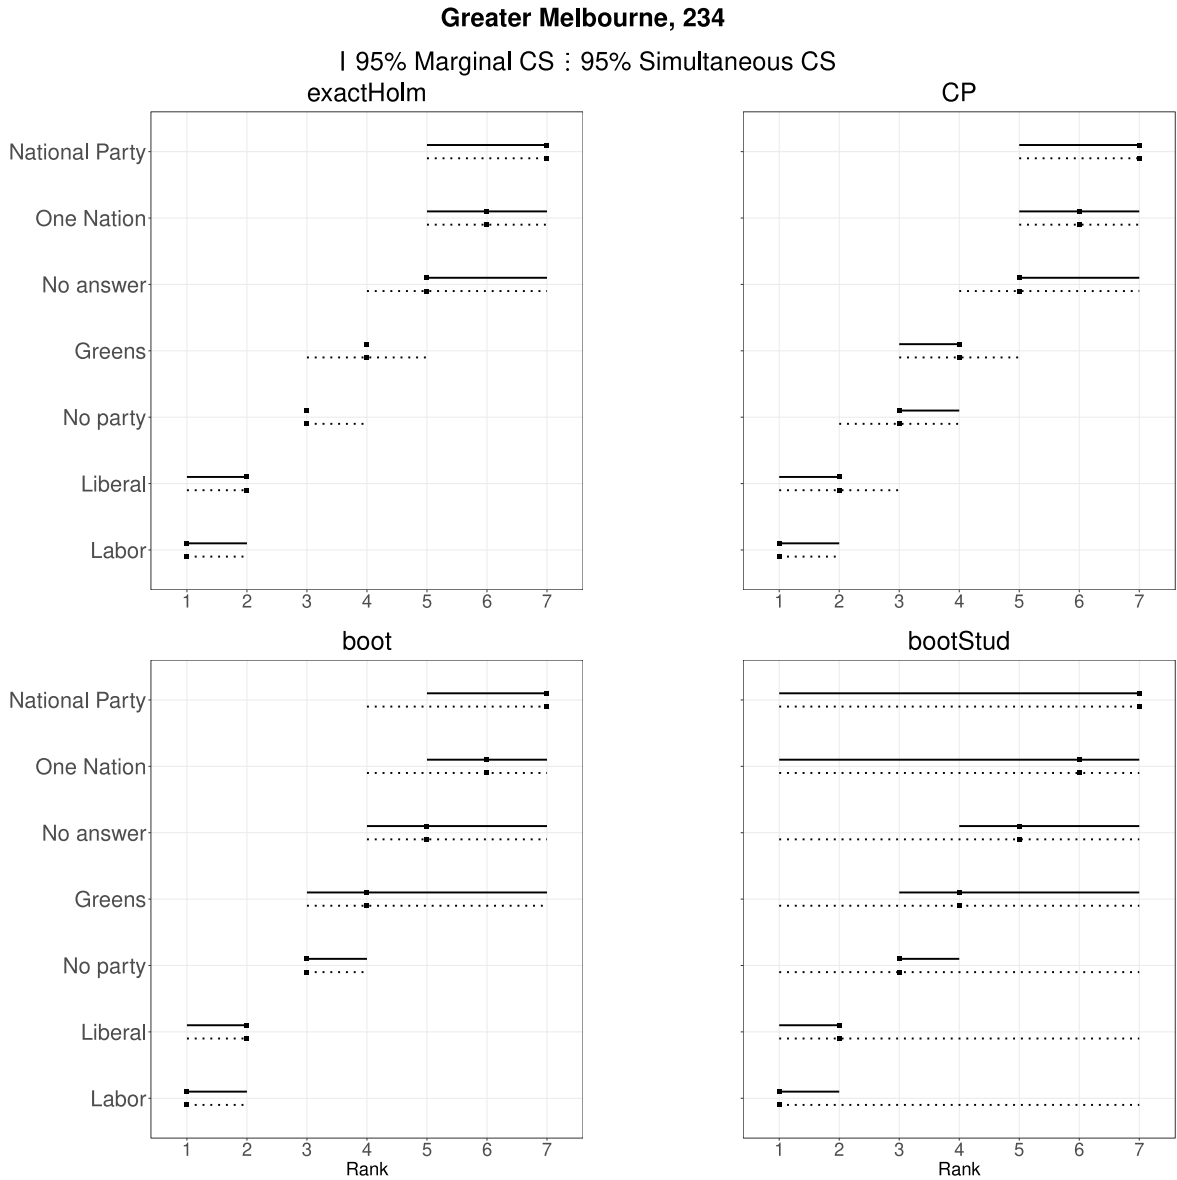 Greater Melbourne, 234
| 95% Marginal CS ⋮ 95% Simultaneous CS
exactHolm
National Party
One Nation
No answer
Greens
No party
Liberal
Labor
1 2 3 4 5 6 7
CP
1 2 3 4 5 6 7
boot
National Party
One Nation
No answer
Greens
No party
Liberal
Labor
1 2 3 4 5 6 7
Rank
bootStud
1 2 3 4 5 6 7
Rank